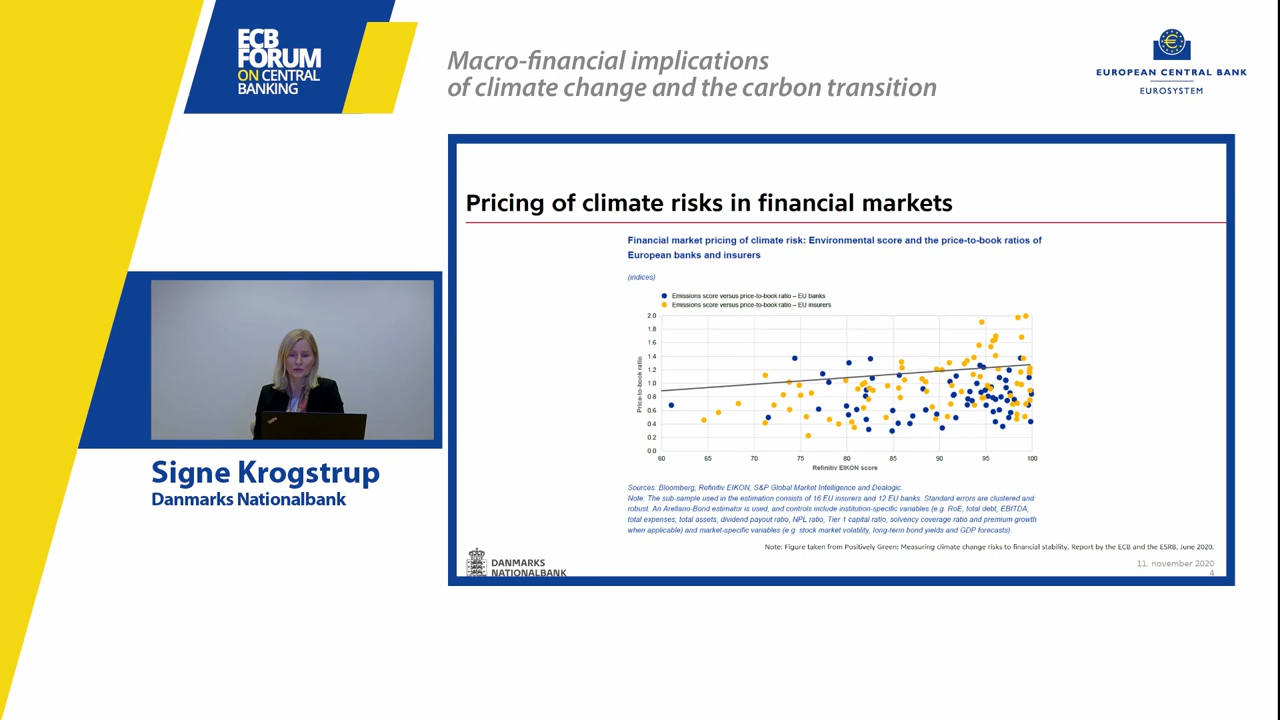 ECB
FORUM
ON CENTRAL
BANKING
Macro-financial implications
of climate change and the carbon transition
EUROPEAN CENTRAL BANK
EUROSYSTEM
Pricing of climate risks in financial markets
Financial market pricing of climate risk: Environmental score and the price-to-book ratios of
European banks and insurers
(indices)
Emissions score versus price-to-book ratio – EU banks
Emissions score versus price-to-book ratio – EU insurers
2.0
1.8
1.6
1.4
1.2
1.0
0.8
0.6
0.4
0.2
0.0
Price-to-book ratio
60 65 70 75 80 85 90 95 100
Refinitiv EIKON score
Sources: Bloomberg, Refinitiv EIKON, S&P Global Market Intelligence and Dealogic.
Note: The sub-sample used in the estimation consists of 16 EU insurers and 12 EU banks. Standard errors are clustered and
robust. An Arellano-Bond estimator is used, and controls include institution-specific variables (e.g. RoE, total debt, EBITDA,
total expenses, total assets, dividend payout ratio, NPL ratio, Tier 1 capital ratio, solvency coverage ratio and premium growth
when applicable) and market-specific variables (e.g. stock market volatility, long-term bond yields and GDP forecasts).
Note: Figure taken from Positively Green: Measuring climate change risks to financial stability. Report by the ECB and the ESRB, June 2020.
DANMARKS
NATIONALBANK
11. november 2020
4
Signe Krogstrup
Danmarks Nationalbank